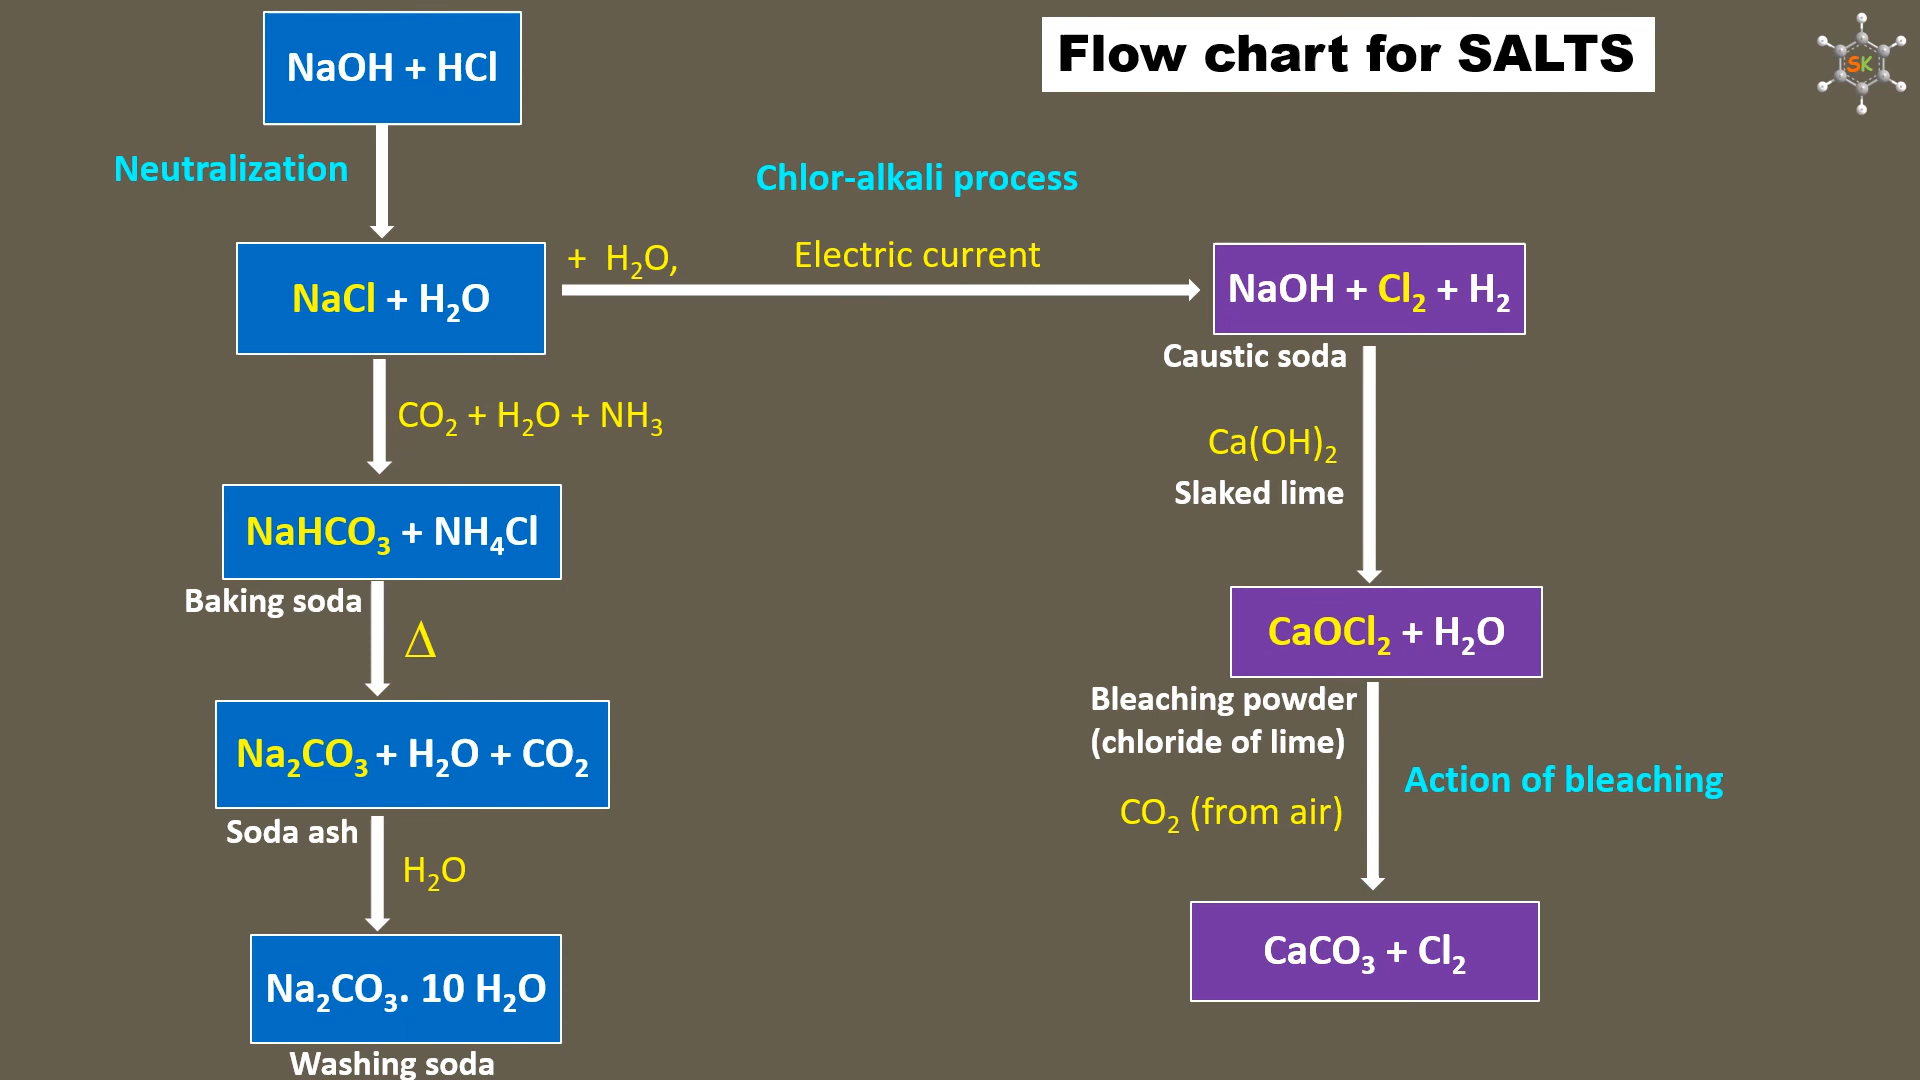 Flow chart for SALTS
SK
NaOH + HCl
Neutralization
Chlor-alkali process
NaCl + H₂O
+ H₂O,
Electric current
NaOH + Cl₂ + H₂
Caustic soda
CO₂ + H₂O + NH₃
Ca(OH)₂
Slaked lime
NaHCO₃ + NH₄Cl
Baking soda
Δ
CaOCl₂ + H₂O
Bleaching powder
(chloride of lime)
Na₂CO₃ + H₂O + CO₂
Soda ash
H₂O
CO₂ (from air)
Action of bleaching
Na₂CO₃. 10 H₂O
Washing soda
CaCO₃ + Cl₂